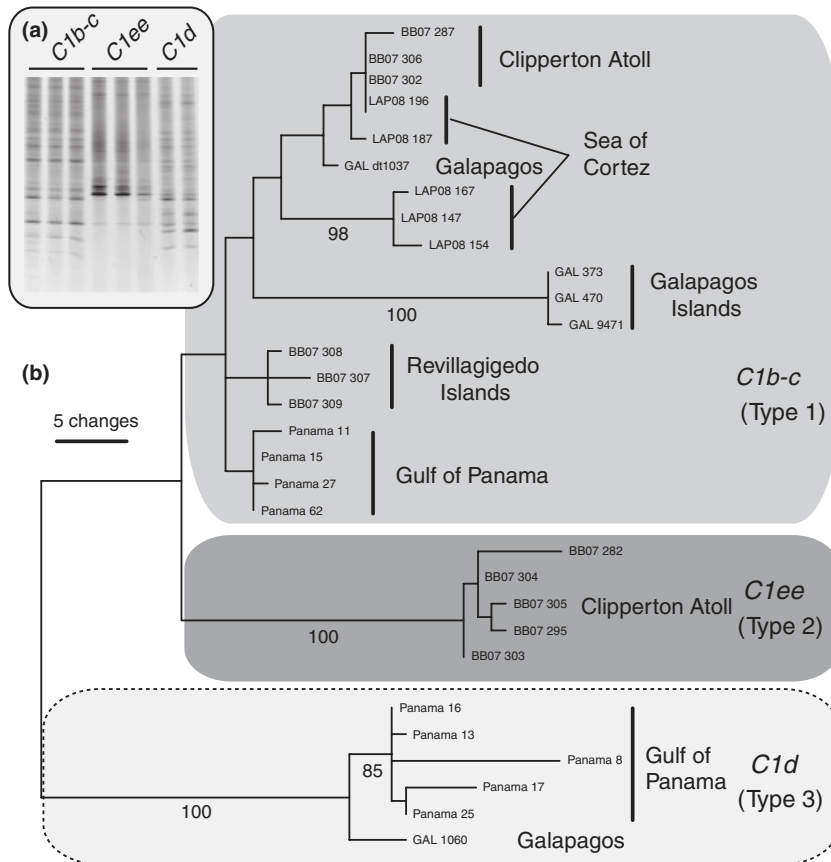 (a)
C1b-c
C1ee
C1d
BB07 287
BB07 306
Clipperton Atoll
BB07 302
LAP08 196
LAP08 187
Sea of
Cortez
GAL dt1037
Galapagos
LAP08 167
LAP08 147
98
LAP08 154
GAL 373
GAL 470
Galapagos
Islands
GAL 9471
100
(b)
BB07 308
BB07 307
Revillagigedo
Islands
BB07 309
C1b-c
(Type 1)
5 changes
Panama 11
Panama 15
Gulf of Panama
Panama 27
Panama 62
BB07 282
BB07 304
C1ee
BB07 305
Clipperton Atoll
(Type 2)
BB07 295
100
BB07 303
Panama 16
Panama 13
Gulf of
Panama
Panama 8
C1d
85
Panama 17
(Type 3)
100
Panama 25
GAL 1060
Galapagos